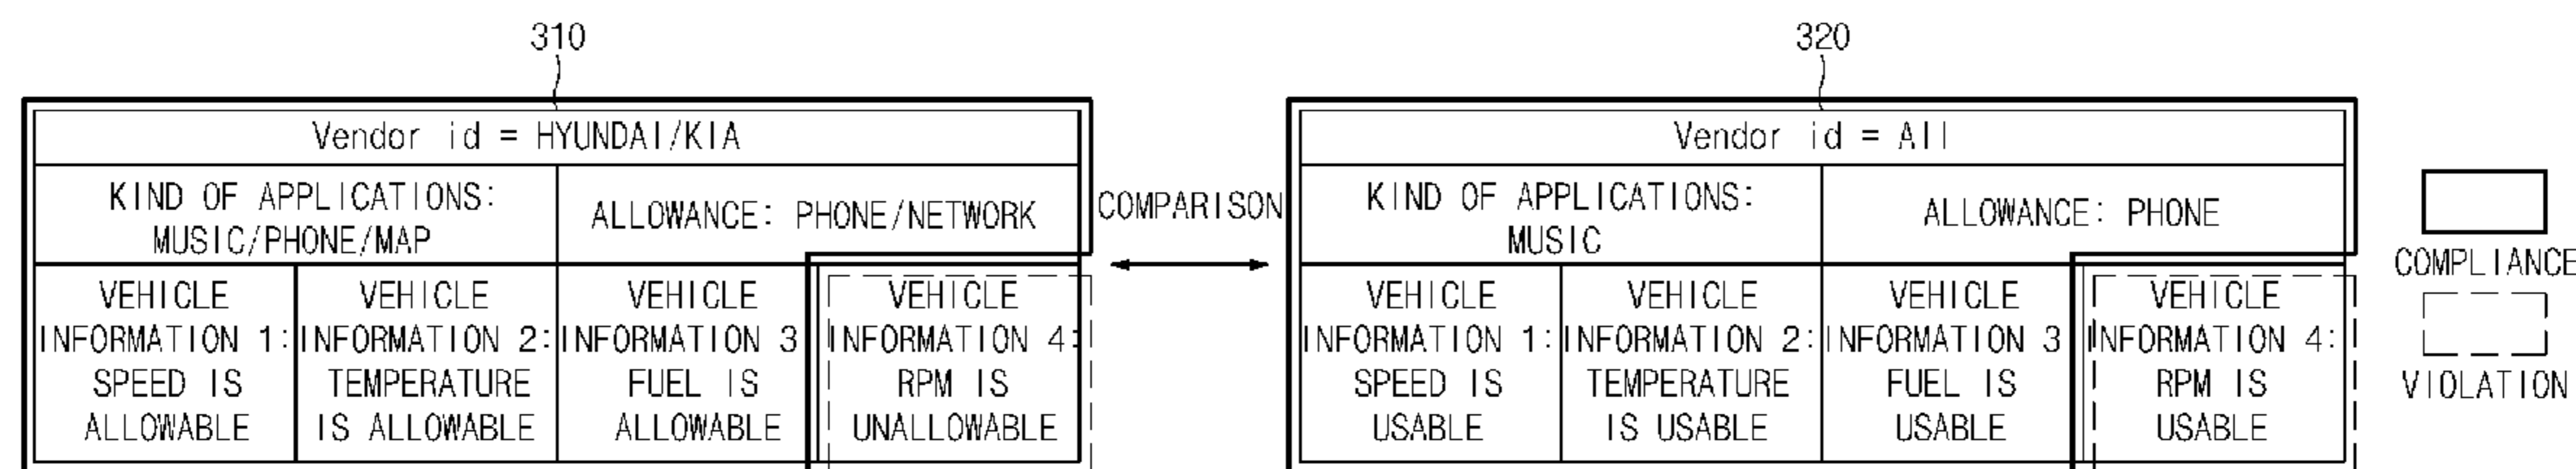 310
320
Vendor id = HYUNDAI/KIA
KIND OF APPLICATIONS:
MUSIC/PHONE/MAP
ALLOWANCE: PHONE/NETWORK
VEHICLE
INFORMATION 1:
SPEED IS
ALLOWABLE
VEHICLE
INFORMATION 2:
TEMPERATURE
IS ALLOWABLE
VEHICLE
INFORMATION 3
FUEL IS
ALLOWABLE
VEHICLE
INFORMATION 4:
RPM IS
UNALLOWABLE
COMPARISON
Vendor id = All
KIND OF APPLICATIONS:
MUSIC
ALLOWANCE: PHONE
VEHICLE
INFORMATION 1:
SPEED IS
USABLE
VEHICLE
INFORMATION 2:
TEMPERATURE
IS USABLE
VEHICLE
INFORMATION 3
FUEL IS
USABLE
VEHICLE
INFORMATION 4:
RPM IS
USABLE
COMPLIANCE
VIOLATION